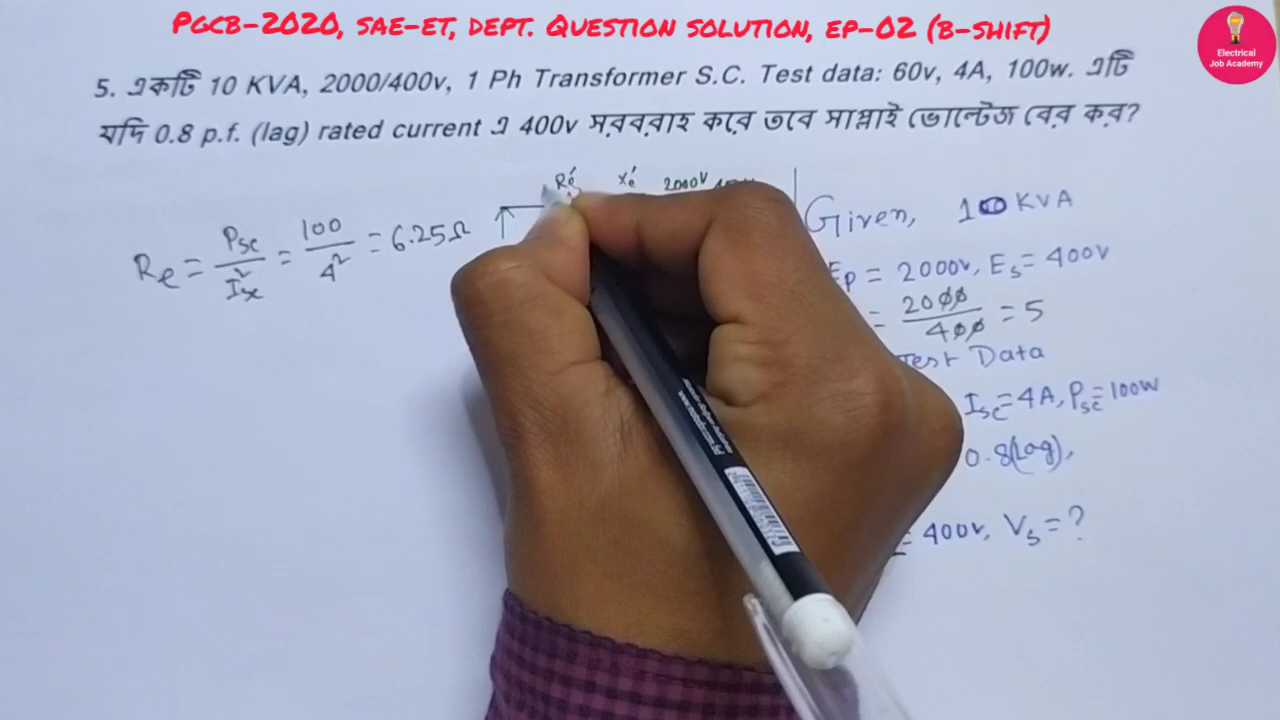 PGCB-2020, SAE-ET, DEPT. QUESTION SOLUTION, EP-02 (B-SHIFT)
Electrical
Job Academy
5. একটি 10 KVA, 2000/400v, 1 Ph Transformer S.C. Test data: 60v, 4A, 100w. এটি
যদি 0.8 p.f. (lag) rated current এ 400v সরবরাহ করে তবে সাপ্লাই ভোল্টেজ বের কর?
Re = Psc / I²sc = 100 / 4² = 6.25Ω
Re' Xe' 2000V
Given, 10 KVA
Ep = 2000v, Es = 400v
= 2000 / 400 = 5
Test Data
Isc = 4A, Psc = 100w
0.8(Lag),
= 400v, Vs = ?